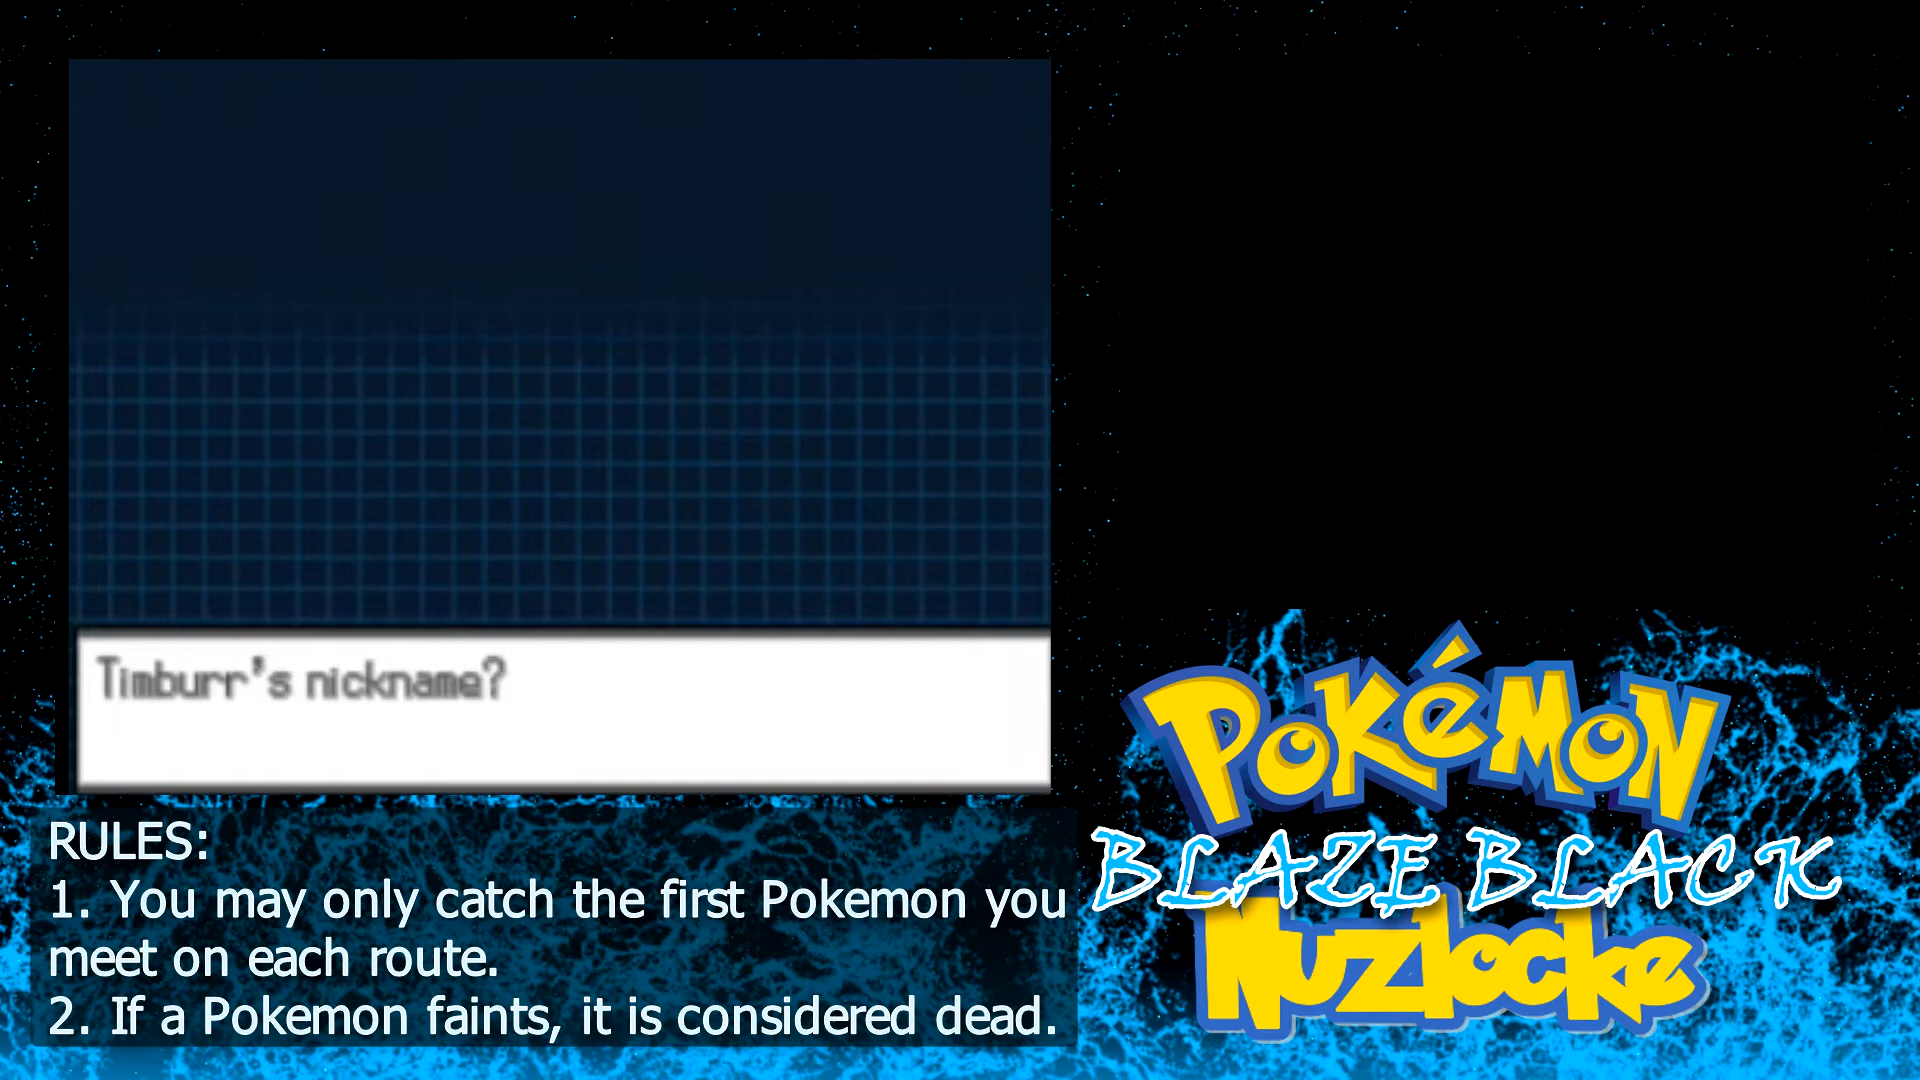 Timburr's nickname?
RULES:
1. You may only catch the first Pokemon you
meet on each route.
2. If a Pokemon faints, it is considered dead.
POKéMON
BLAZE BLACK
Nuzlocke